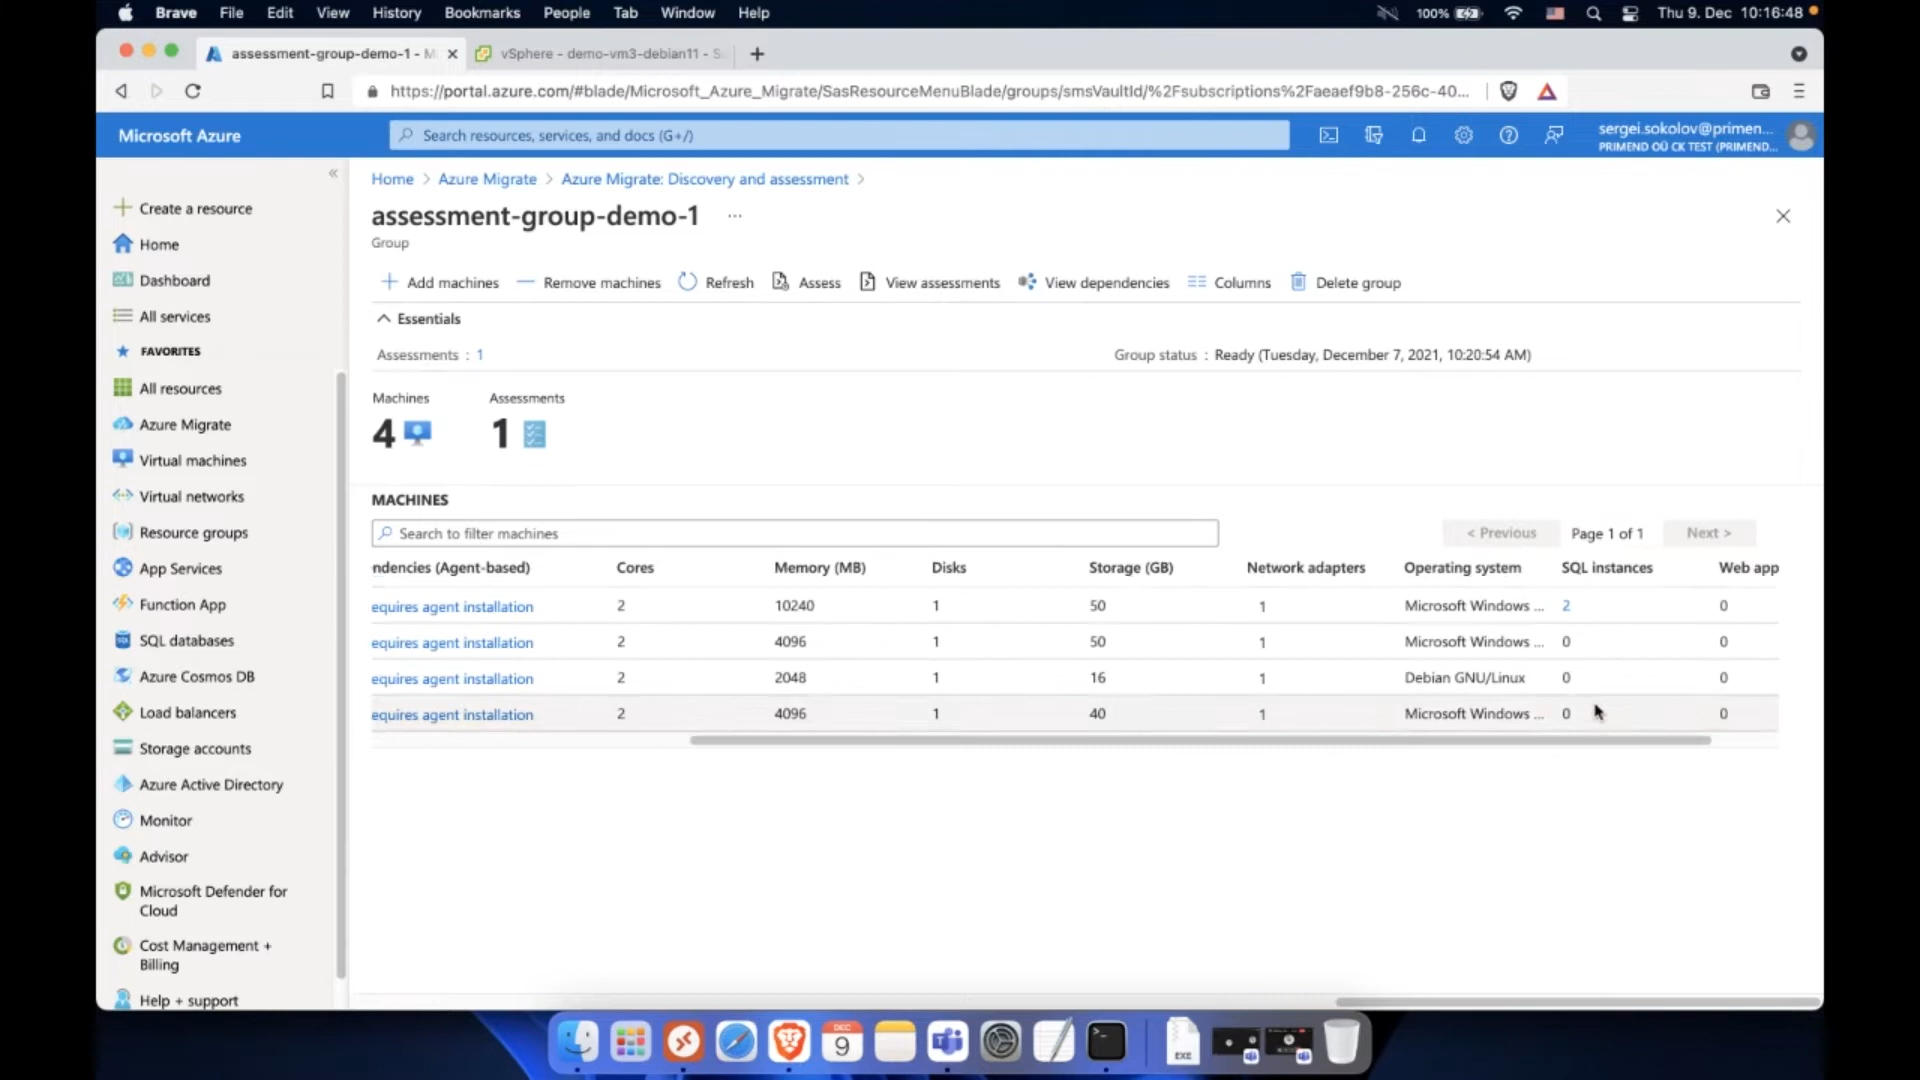 Brave File Edit View History Bookmarks People Tab Window Help 100% Thu 9. Dec 10:16:48
assessment-group-demo-1 - M vSphere - demo-vm3-debian11 - S
https://portal.azure.com/#blade/Microsoft_Azure_Migrate/SasResourceMenuBlade/groups/smsVaultId/%2Fsubscriptions%2Faeaef9b8-256c-40...
Microsoft Azure
Search resources, services, and docs (G+/)
sergei.sokolov@primen...
PRIMEND OÜ CK TEST (PRIMEND...
Create a resource
Home
Dashboard
All services
FAVORITES
All resources
Azure Migrate
Virtual machines
Virtual networks
Resource groups
App Services
Function App
SQL databases
Azure Cosmos DB
Load balancers
Storage accounts
Azure Active Directory
Monitor
Advisor
Microsoft Defender for
Cloud
Cost Management +
Billing
Help + support
Home > Azure Migrate > Azure Migrate: Discovery and assessment >
assessment-group-demo-1 ...
Group
Add machines Remove machines Refresh Assess View assessments View dependencies Columns Delete group
Essentials
Assessments : 1 Group status : Ready (Tuesday, December 7, 2021, 10:20:54 AM)
Machines Assessments
4 1
MACHINES
Search to filter machines < Previous Page 1 of 1 Next >
ndencies (Agent-based) Cores Memory (MB) Disks Storage (GB) Network adapters Operating system SQL instances Web app
equires agent installation 2 10240 1 50 1 Microsoft Windows ... 2 0
equires agent installation 2 4096 1 50 1 Microsoft Windows ... 0 0
equires agent installation 2 2048 1 16 1 Debian GNU/Linux 0 0
equires agent installation 2 4096 1 40 1 Microsoft Windows ... 0 0
DEC
9
EXE